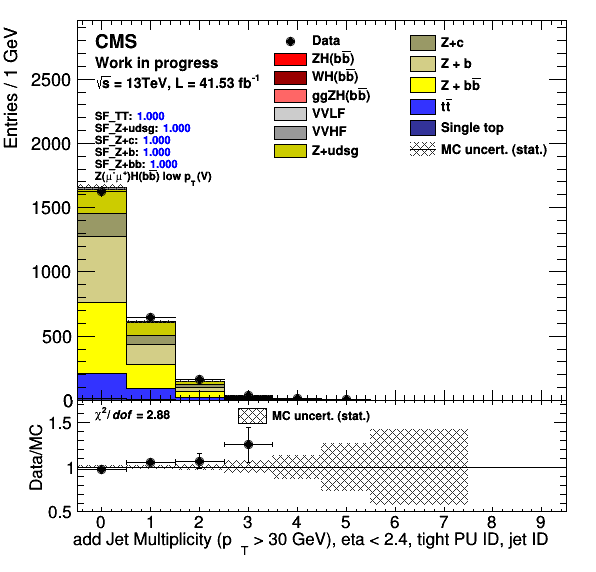 CMS
Work in progress
√s = 13TeV, L = 41.53 fb⁻¹
SF_TT: 1.000
SF_Z+udsg: 1.000
SF_Z+c: 1.000
SF_Z+b: 1.000
SF_Z+bb: 1.000
Z(μ⁻μ⁺)H(bb̅) low p_T(V)
Data
ZH(bb̅)
WH(bb̅)
ggZH(bb̅)
VVLF
VVHF
Z+udsg
Z+c
Z + b
Z + bb̅
tt̅
Single top
MC uncert. (stat.)
Entries / 1 GeV
2500
2000
1500
1000
500
0
χ²/dof = 2.88
MC uncert. (stat.)
Data/MC
1.5
1
0.5
0 1 2 3 4 5 6 7 8 9
add Jet Multiplicity (p_T > 30 GeV), eta < 2.4, tight PU ID, jet ID